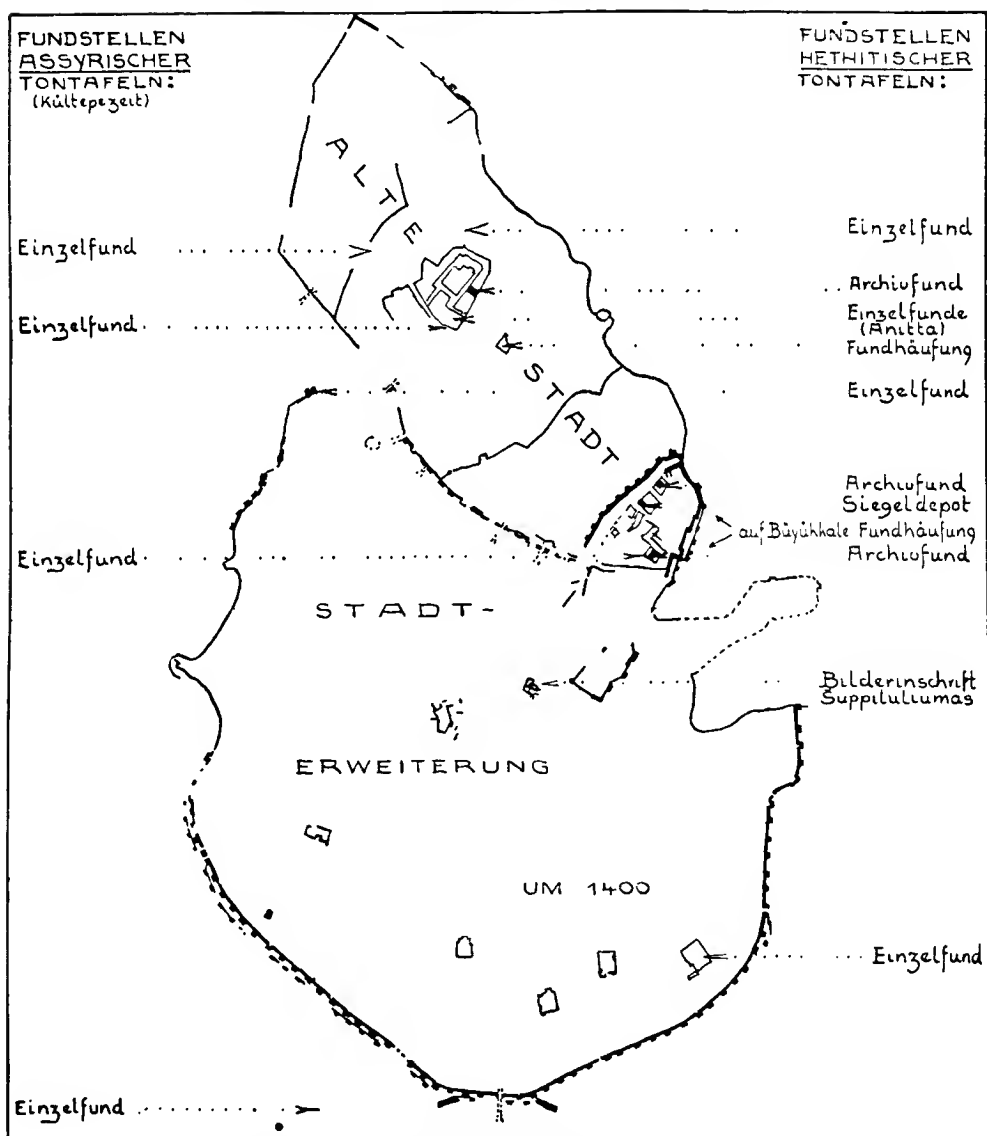 FUNDSTELLEN
ASSYRISCHER
TONTAFELN:
(Kültepezeit)
FUNDSTELLEN
HETHITISCHER
TONTAFELN:
ALTE
STADT
Einzelfund
Einzelfund
Einzelfund
Archivfund
Einzelfund
Einzelfunde
(Anitta)
Fundhäufung
Einzelfund
Archivfund
Siegeldepot
auf Büyükkale Fundhäufung
Einzelfund
Archivfund
STADT-
Bilderinschrift
Suppiluliumas
ERWEITERUNG
UM 1400
Einzelfund
Einzelfund